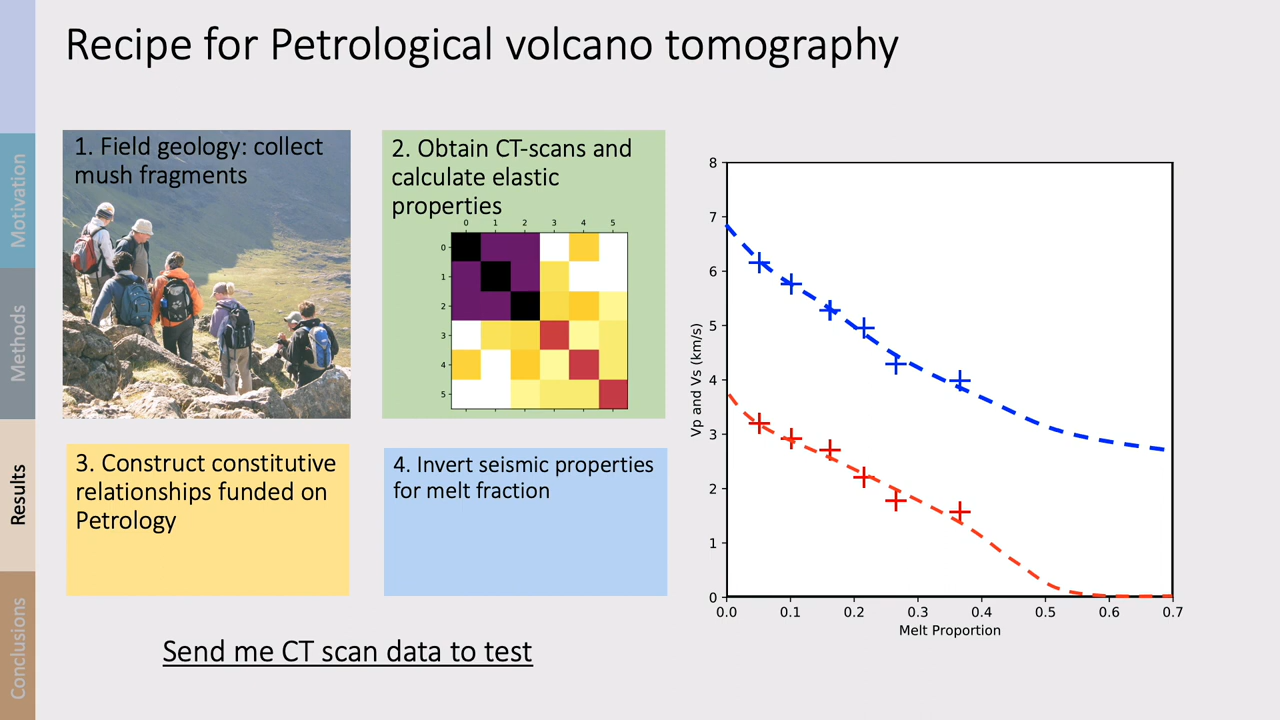 Recipe for Petrological volcano tomography
Motivation
Methods
Results
Conclusions
1. Field geology: collect
mush fragments
2. Obtain CT-scans and
calculate elastic
properties
0 1 2 3 4 5
0
1
2
3
4
5
3. Construct constitutive
relationships funded on
Petrology
4. Invert seismic properties
for melt fraction
Send me CT scan data to test
8
7
6
5
4
3
2
1
0
Vp and Vs (km/s)
0.0 0.1 0.2 0.3 0.4 0.5 0.6 0.7
Melt Proportion